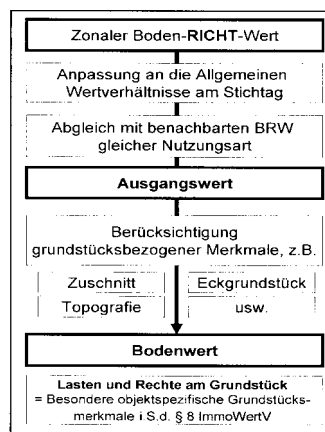 Zonaler Boden-RICHT-Wert
Anpassung an die Allgemeinen
Wertverhältnisse am Stichtag
Abgleich mit benachbarten BRW
gleicher Nutzungsart
Ausgangswert
Berücksichtigung
grundstücksbezogener Merkmale, z.B.
Zuschnitt
Eckgrundstück
Topografie
usw.
Bodenwert
Lasten und Rechte am Grundstück
= Besondere objektspezifische Grundstücks-
merkmale i S.d. § 8 ImmoWertV